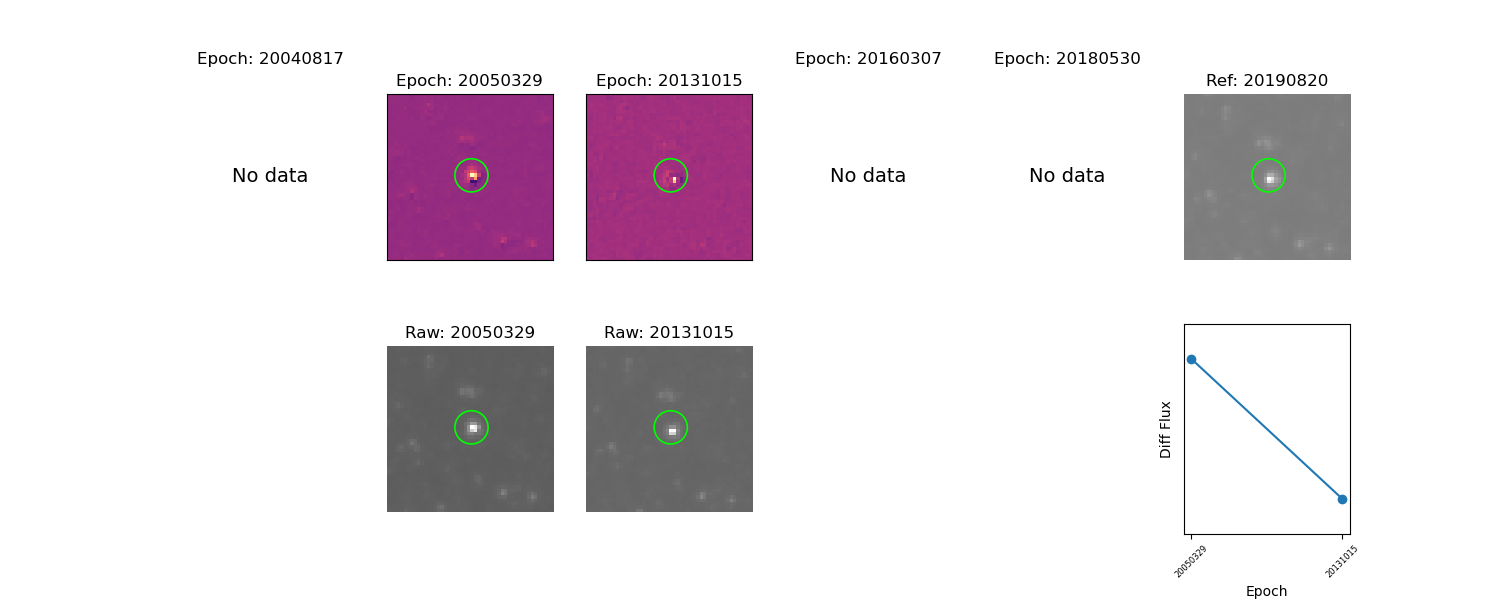 Epoch: 20040817
Epoch: 20050329
Epoch: 20131015
Epoch: 20160307
Epoch: 20180530
Ref: 20190820
No data
No data
No data
Raw: 20050329
Raw: 20131015
Diff Flux
20050329
20131015
Epoch